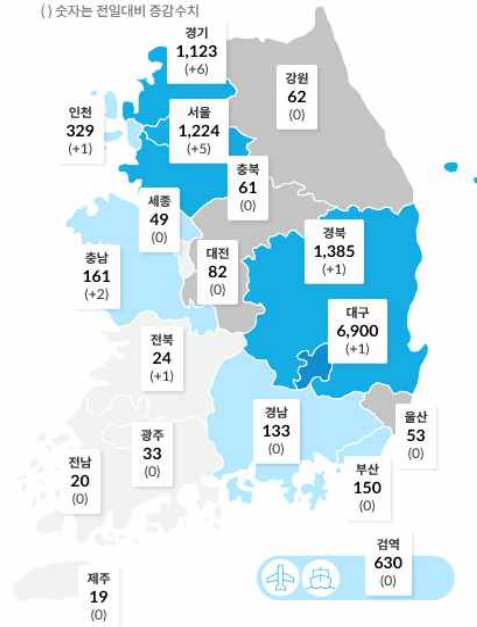 ( ) 숫자는 전일대비 증감수치
경기
1,123
(+6)
강원
62
(0)
인천
329
(+1)
서울
1,224
(+5)
충북
61
(0)
세종
49
(0)
경북
1,385
(+1)
대전
82
(0)
충남
161
(+2)
대구
6,900
(+1)
전북
24
(+1)
경남
133
(0)
울산
53
(0)
광주
33
(0)
전남
20
(0)
부산
150
(0)
검역
630
(0)
제주
19
(0)